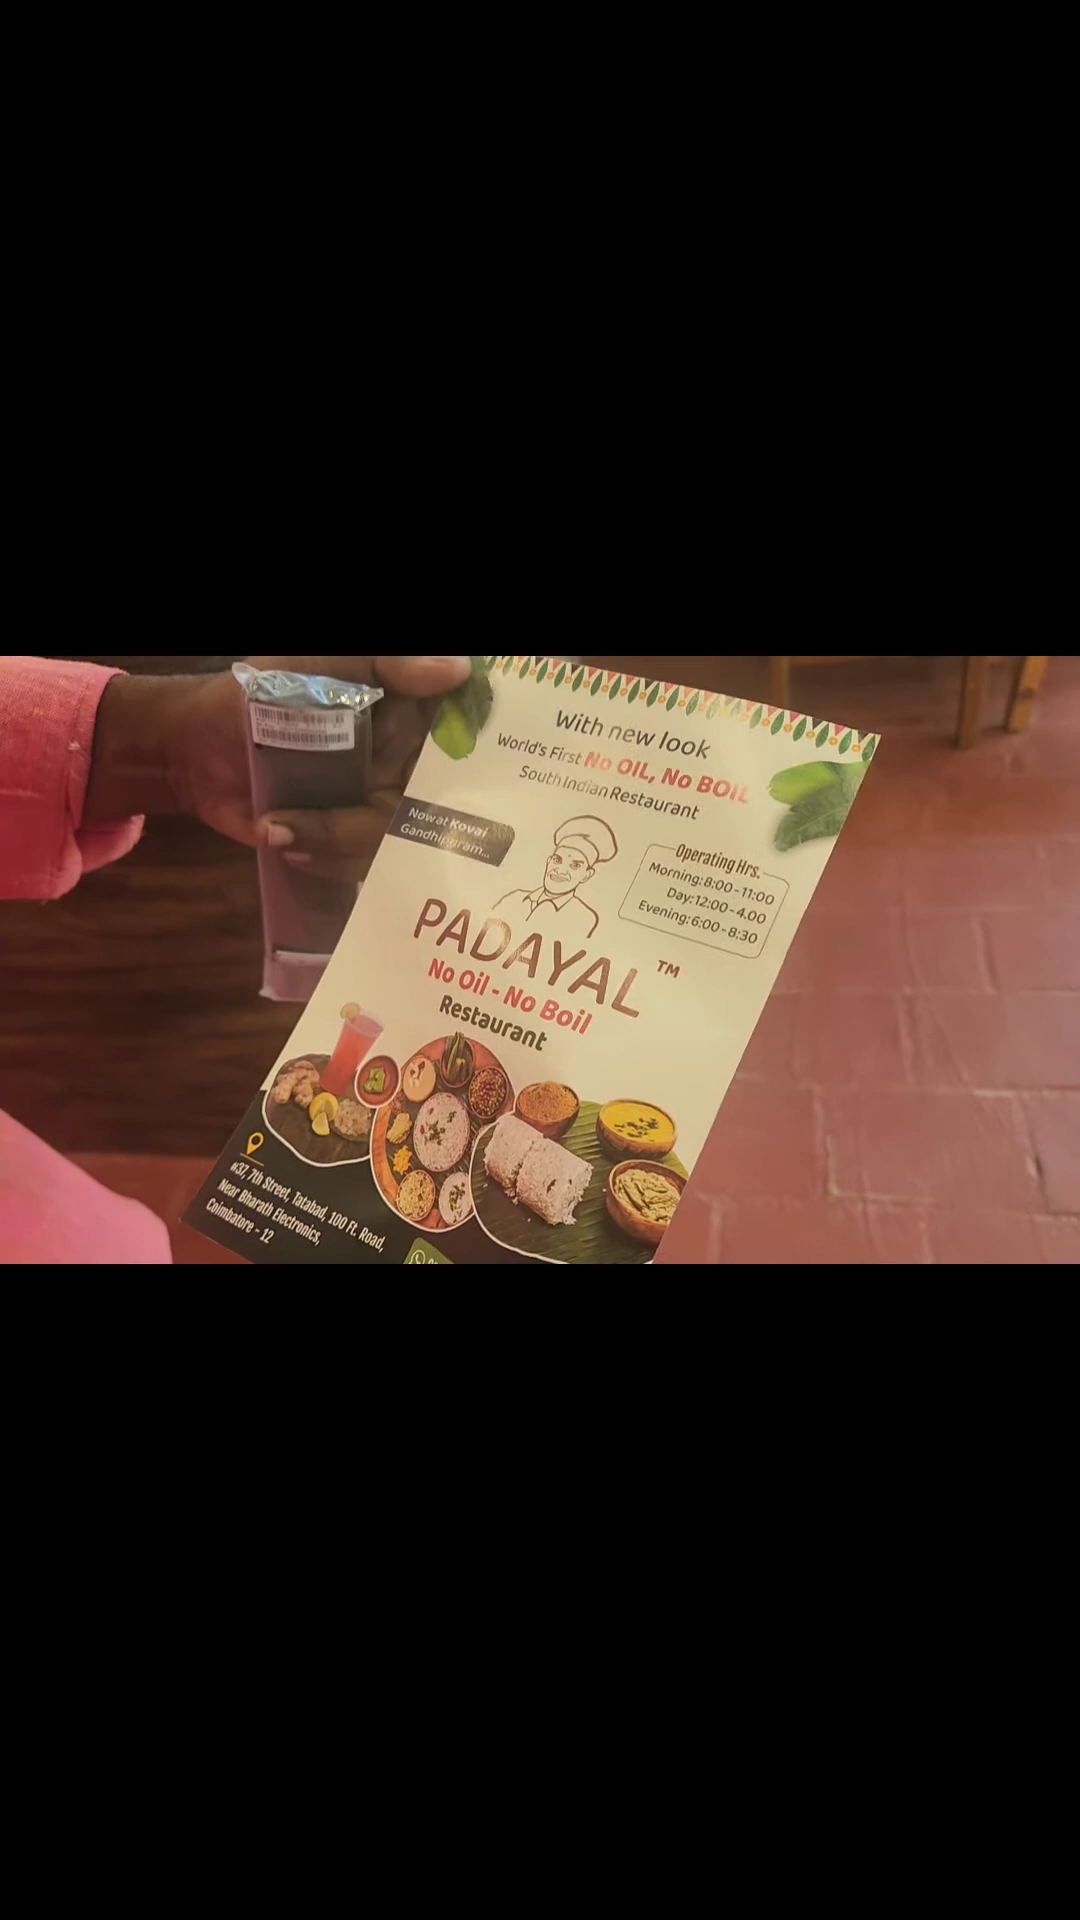 With new look
World's First No OIL, No BOIL
South Indian Restaurant
Now at Kovai
Gandhipuram...
Operating Hrs.
Morning: 8:00 - 11:00
Day: 12:00 - 4.00
Evening: 6:00 - 8:30
PADAYAL TM
No Oil - No Boil
Restaurant
#37, 7th Street, Tatabad, 100 Ft. Road,
Near Bharath Electronics,
Coimbatore - 12